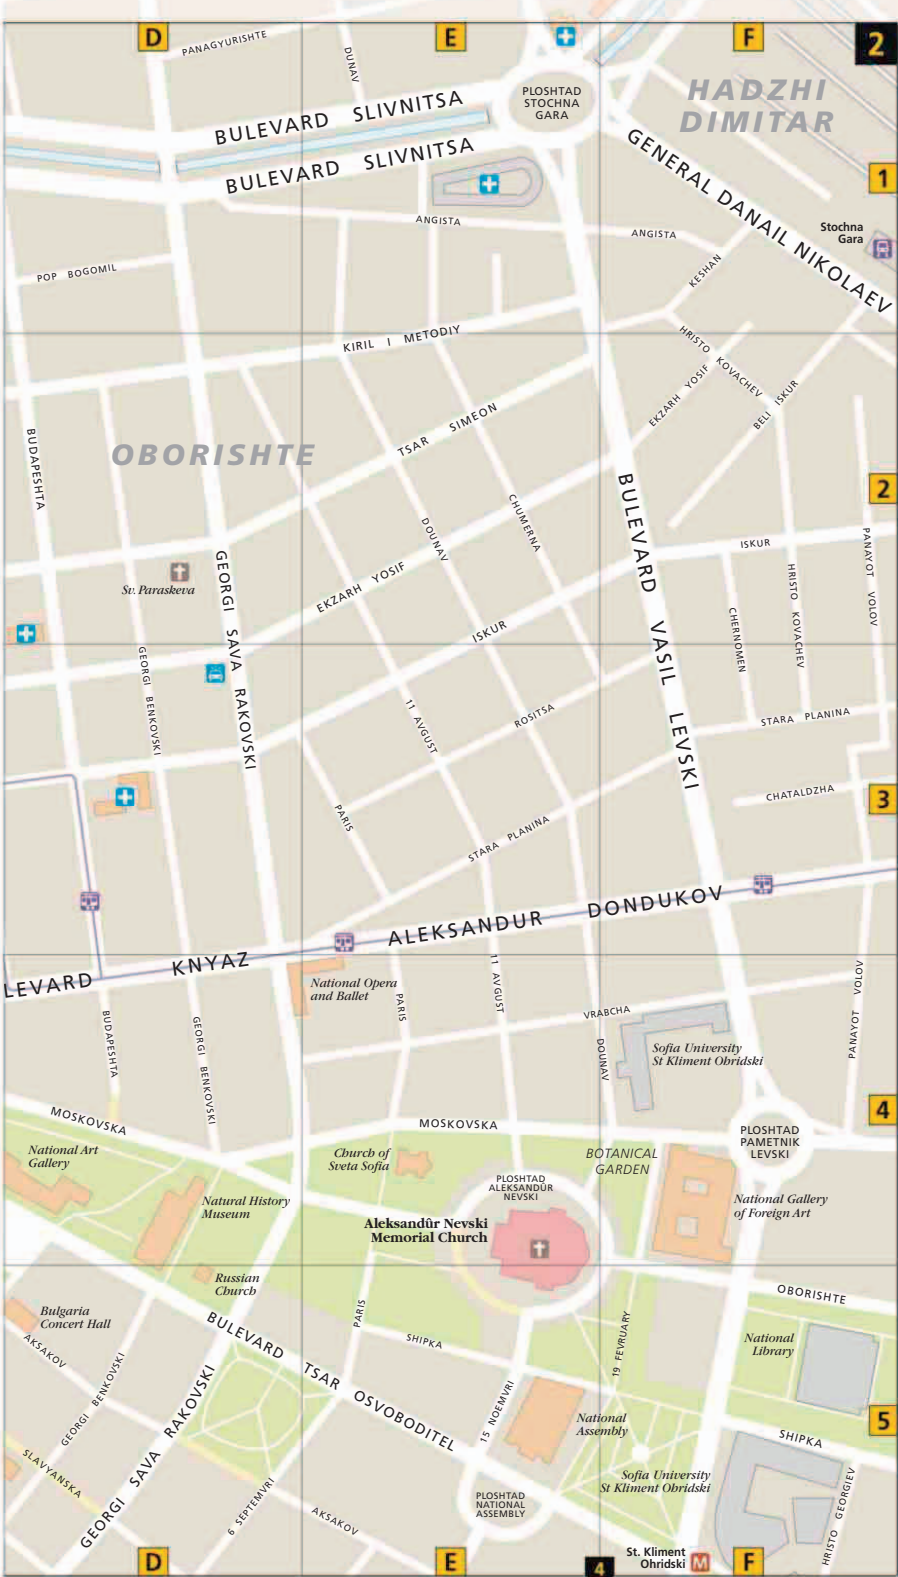 D
E
F
2
PANAGYURISHTE
DUNAV
PLOSHTAD
STOCHNA
GARA
HADZHI
DIMITAR
BULEVARD SLIVNITSA
BULEVARD SLIVNITSA
GENERAL DANAIL NIKOLAEV
1
ANGISTA
ANGISTA
Stochna
Gara
POP BOGOMIL
KESHAN
KIRIL I METODIY
HRISTO KOVACHEV
EKZARH YOSIF
BELI ISKUR
TSAR SIMEON
BUDAPESHTA
OBORISHTE
2
BULEVARD VASIL LEVSKI
CHUMERNA
DOUNAV
ISKUR
PANAYOT VOLOV
GEORGI SAVA RAKOVSKI
Sv. Paraskeva
EKZARH YOSIF
HRISTO KOVACHEV
CHERNOMEN
ISKUR
GEORGI BENKOVSKI
11 AVGUST
ROSITSA
STARA PLANINA
CHATALDZHA
3
PARIS
STARA PLANINA
LEVARD KNYAZ ALEKSANDUR DONDUKOV
National Opera
and Ballet
PARIS
11 AVGUST
VRABCHA
PANAYOT VOLOV
BUDAPESHTA
GEORGI BENKOVSKI
DOUNAV
Sofia University
St Kliment Ohridski
4
MOSKOVSKA
MOSKOVSKA
PLOSHTAD
PAMETNIK
LEVSKI
National Art
Gallery
Church of
Sveta Sofia
BOTANICAL
GARDEN
PLOSHTAD
ALEKSANDÛR
NEVSKI
Natural History
Museum
National Gallery
of Foreign Art
Aleksandûr Nevski
Memorial Church
Russian
Church
OBORISHTE
Bulgaria
Concert Hall
PARIS
BULEVARD TSAR OSVOBODITEL
SHIPKA
19 FEVRUARY
National
Library
AKSAKOV
GEORGI BENKOVSKI
GEORGI SAVA RAKOVSKI
15 NOEMVRI
National
Assembly
5
SHIPKA
SLAVYANSKA
Sofia University
St Kliment Ohridski
6 SEPTEMVRI
PLOSHTAD
NATIONAL
ASSEMBLY
AKSAKOV
HRISTO GEORGIEV
St. Kliment
Ohridski
M
D
E
4
F